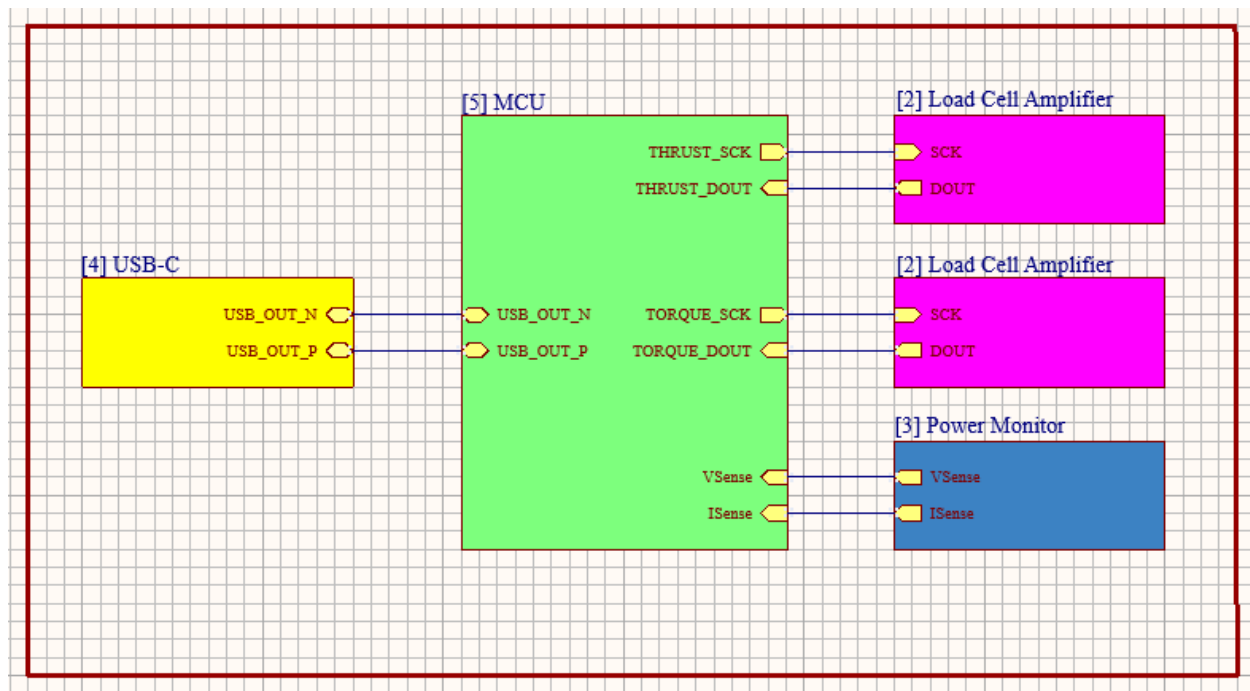 [5] MCU
[2] Load Cell Amplifier
THRUST_SCK
SCK
THRUST_DOUT
DOUT
[4] USB-C
[2] Load Cell Amplifier
USB_OUT_N
USB_OUT_N
TORQUE_SCK
SCK
USB_OUT_P
USB_OUT_P
TORQUE_DOUT
DOUT
[3] Power Monitor
VSense
VSense
ISense
ISense